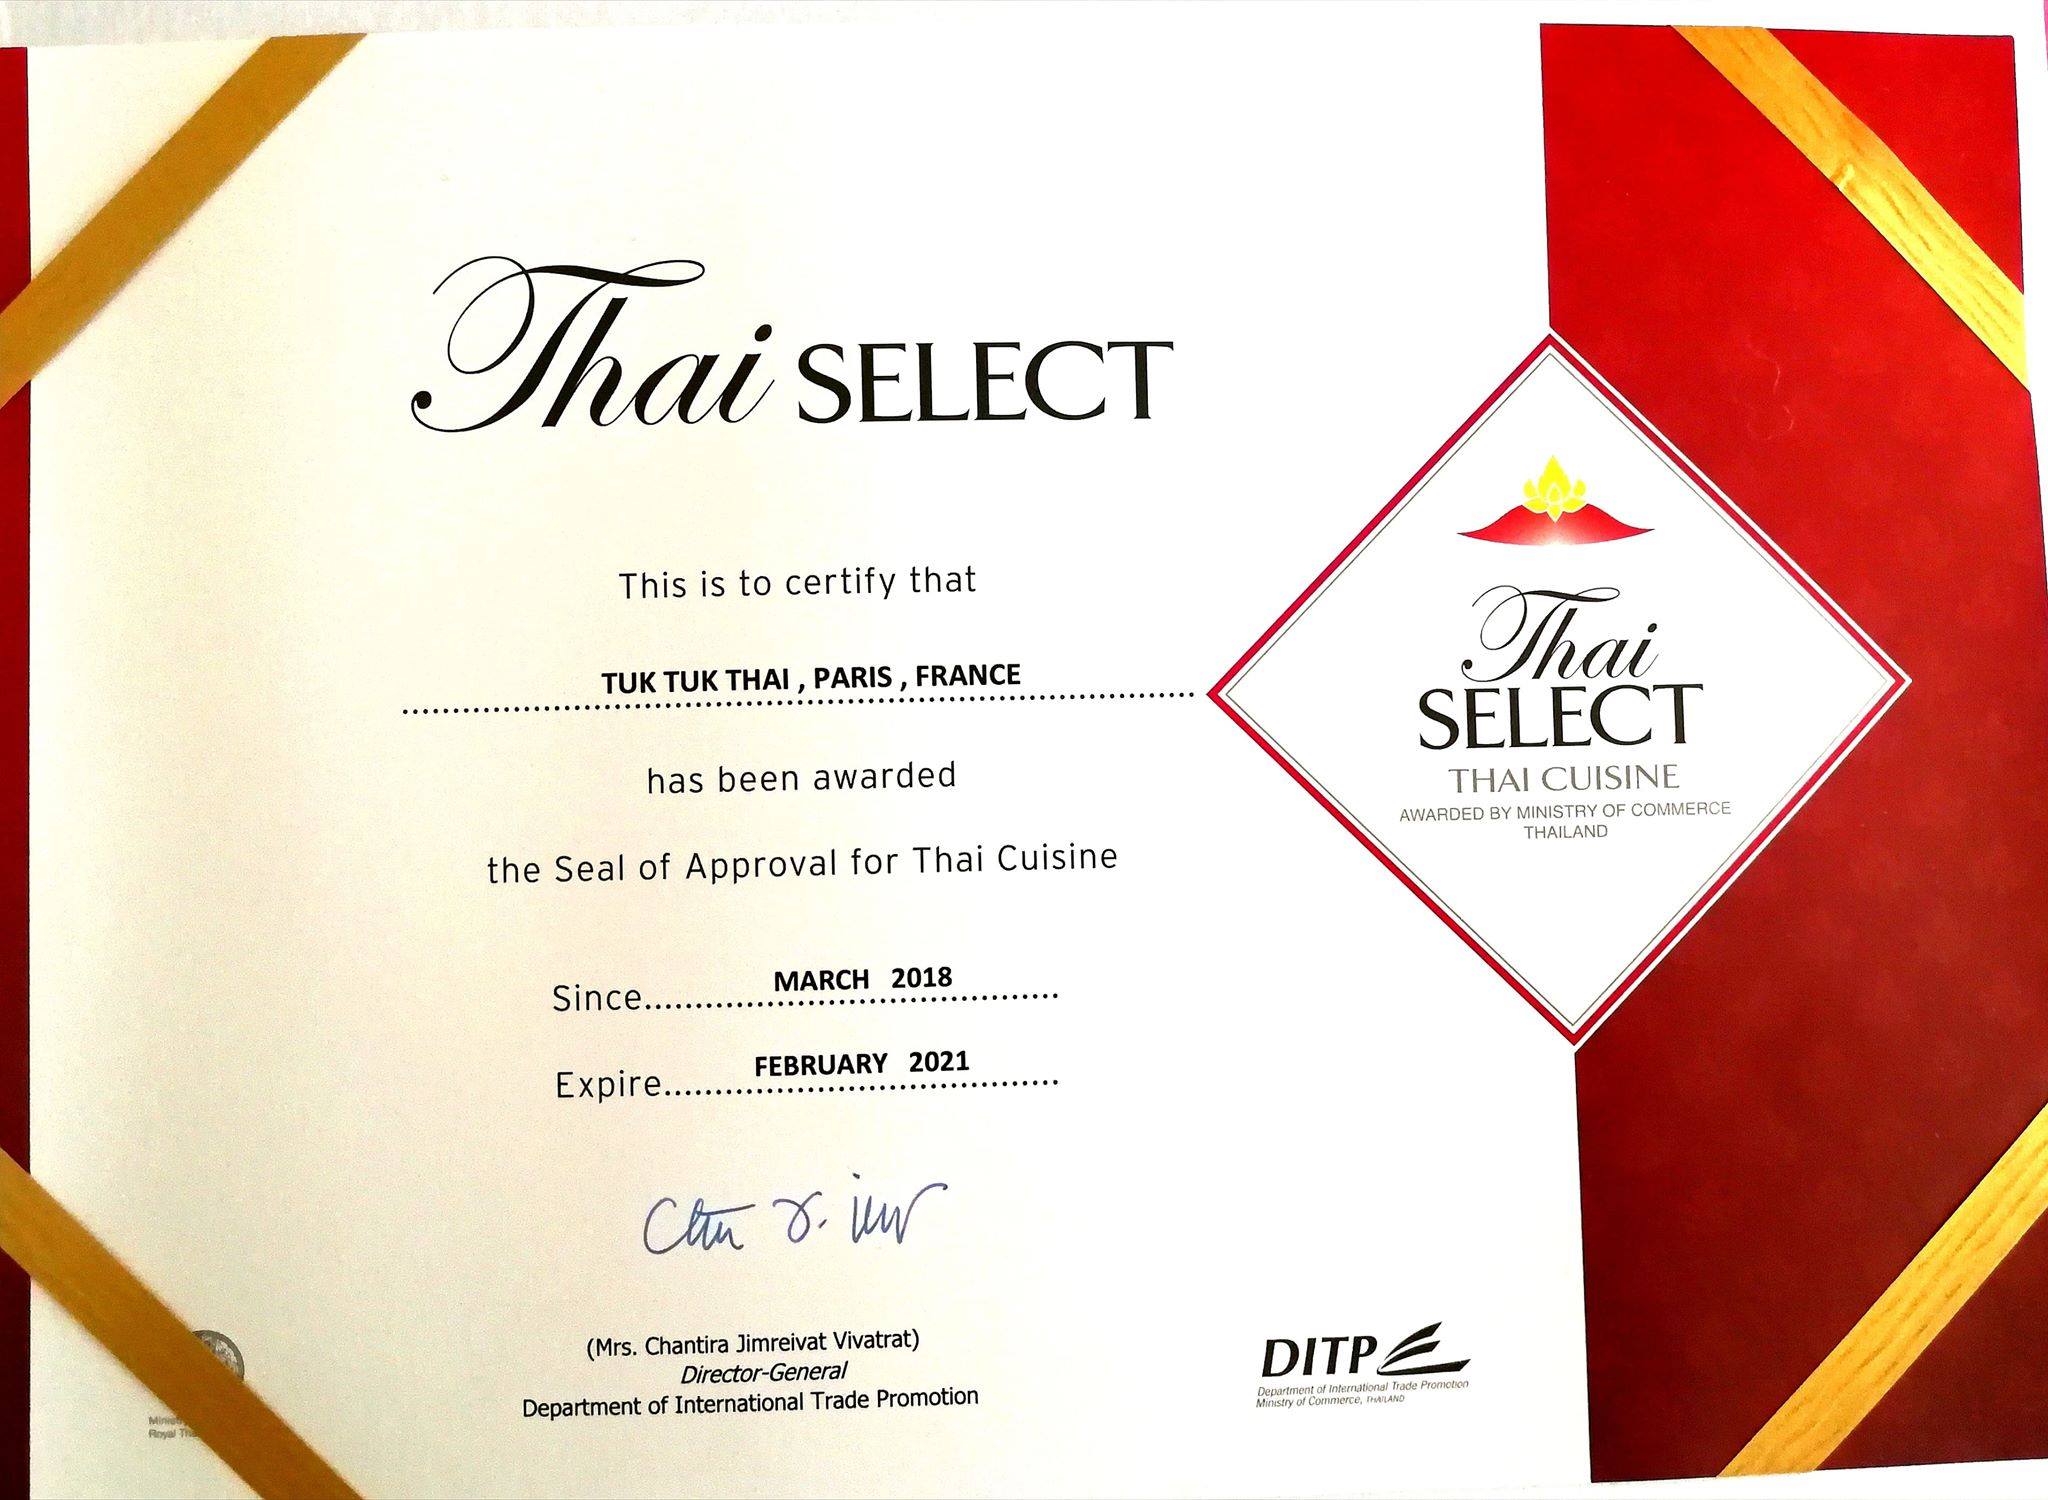 Thai SELECT
This is to certify that
TUK TUK THAI , PARIS , FRANCE
has been awarded
the Seal of Approval for Thai Cuisine
Since MARCH 2018
Expire FEBRUARY 2021
(Mrs. Chantira Jimreivat Vivatrat)
Director-General
Department of International Trade Promotion
Thai
SELECT
THAI CUISINE
AWARDED BY MINISTRY OF COMMERCE
THAILAND
DITP
Department of International Trade Promotion
Ministry of Commerce, THAILAND
Royal